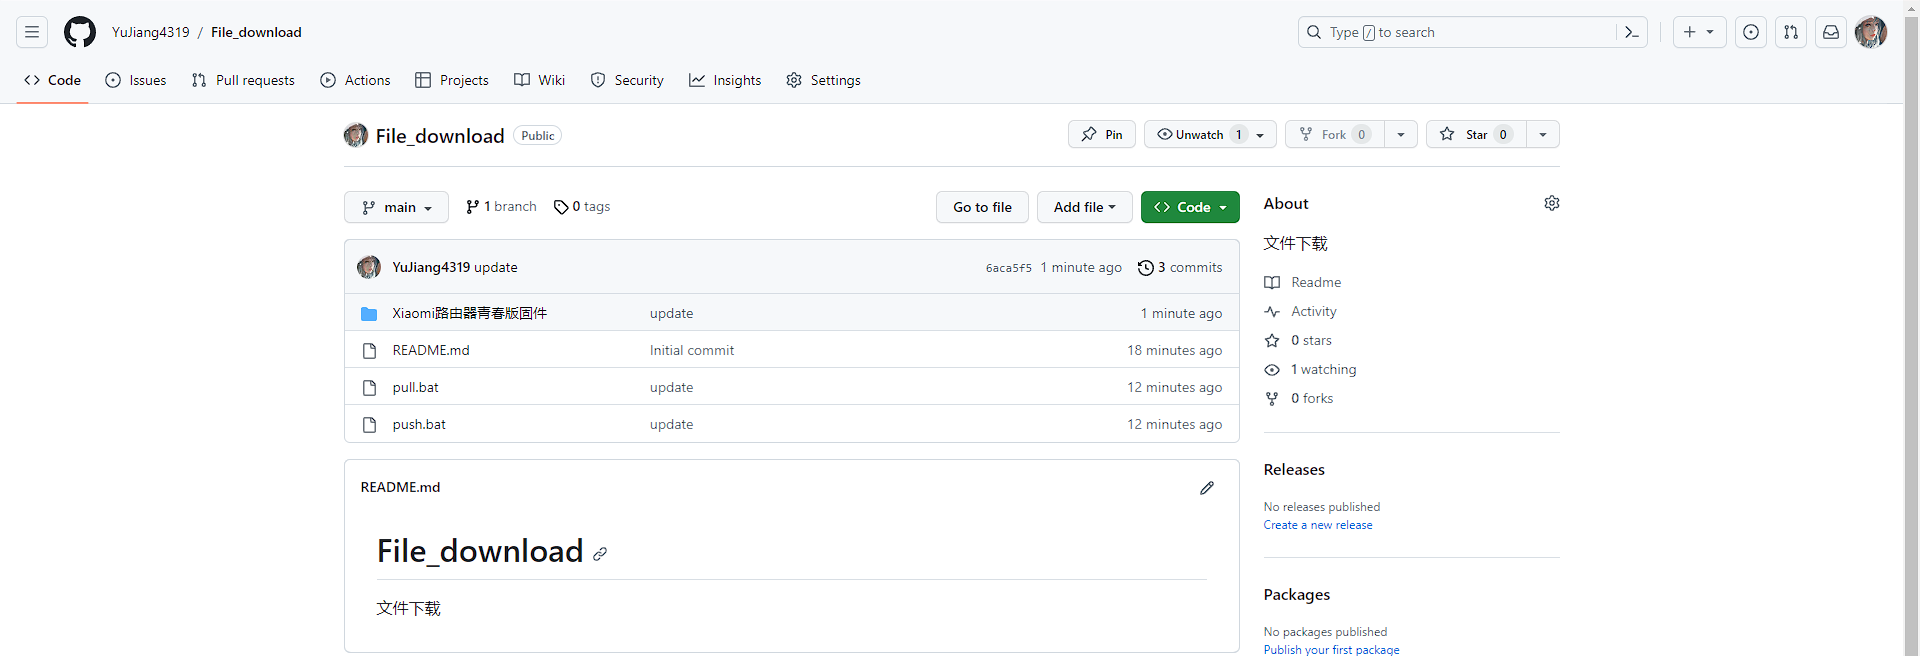 YuJiang4319 / File_download
Type / to search
Code Issues Pull requests Actions Projects Wiki Security Insights Settings
File_download Public
Pin Unwatch 1 Fork 0 Star 0
main 1 branch 0 tags Go to file Add file Code
YuJiang4319 update 6aca5f5 1 minute ago 3 commits
Xiaomi路由器青春版固件 update 1 minute ago
README.md Initial commit 18 minutes ago
pull.bat update 12 minutes ago
push.bat update 12 minutes ago
README.md
File_download
文件下载
About
文件下载
Readme
Activity
0 stars
1 watching
0 forks
Releases
No releases published
Create a new release
Packages
No packages published
Publish your first package